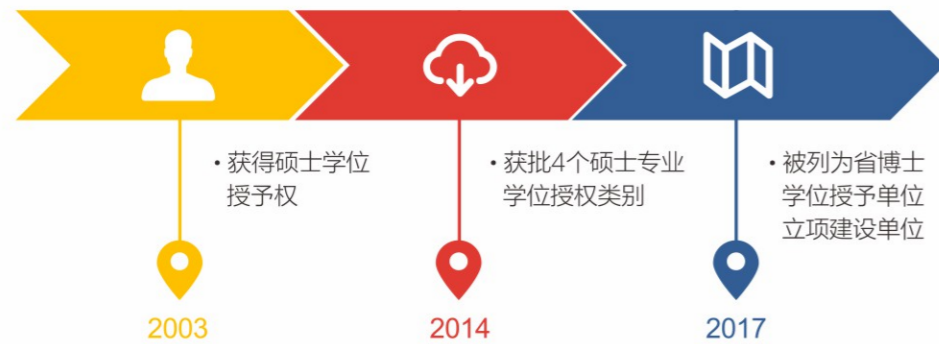 • 获得硕士学位
授予权
• 获批4个硕士专业
学位授权类别
• 被列为省博士
学位授予单位
立项建设单位
2003
2014
2017